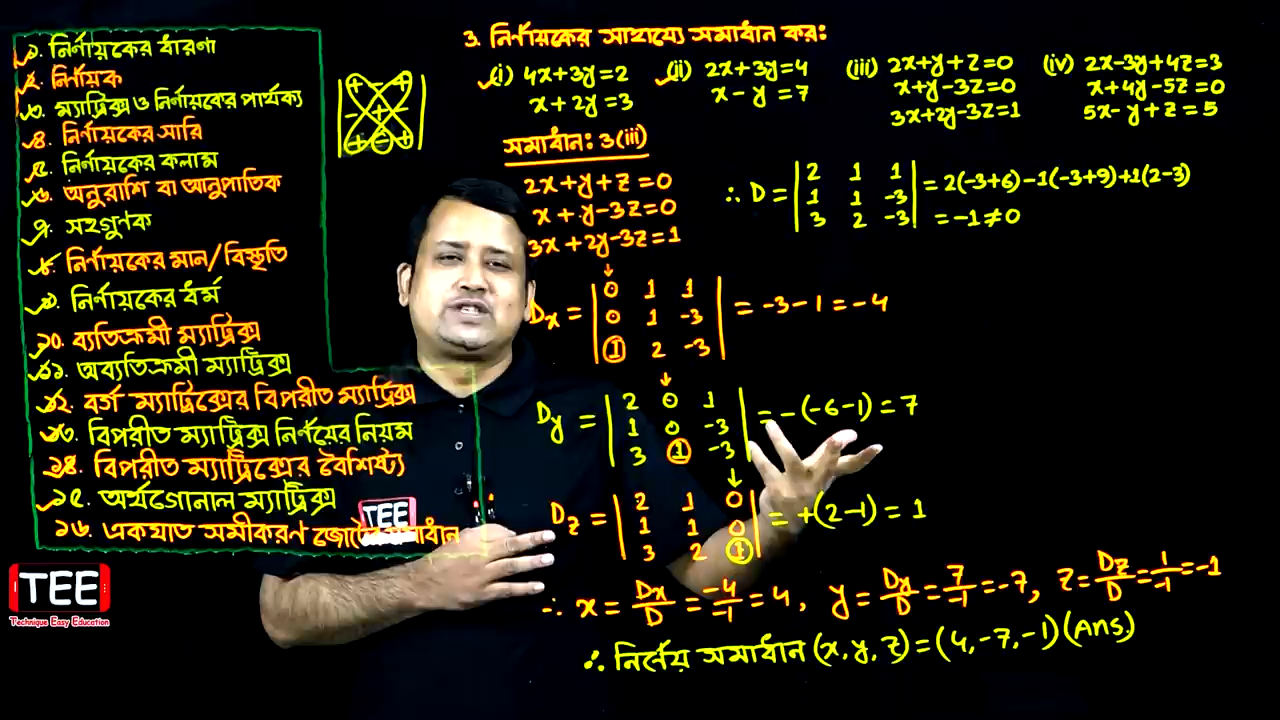 ১. নির্ণায়কের ধারণা
২. নির্ণায়ক
৩. ম্যাট্রিক্স ও নির্ণায়কের পার্থক্য
৪. নির্ণায়কের সারি
৫. নির্ণায়কের কলাম
৬. অনুরাশি বা আনুপাতিক
৭. সহগুণক
৮. নির্ণায়কের মান/বিস্তৃতি
৯. নির্ণায়কের ধর্ম
১০. ব্যতিক্রমী ম্যাট্রিক্স
১১. অব্যতিক্রমী ম্যাট্রিক্স
১২. বর্গ ম্যাট্রিক্সের বিপরীত ম্যাট্রিক্স
১৩. বিপরীত ম্যাট্রিক্স নির্ণয়ের নিয়ম
১৪. বিপরীত ম্যাট্রিক্সের বৈশিষ্ট্য
১৫. অর্থগোনাল ম্যাট্রিক্স
১৬. একঘাত সমীকরণ জোটের সমাধান
TEE
TEE
Technique Easy Education
3. নির্ণায়কের সাহায্যে সমাধান কর:
(i) 4x+3y=2 (ii) 2x+3y=4 (iii) 2x+y+z=0 (iv) 2x-3y+4z=3
x+2y=3 x-y=7 x+y-3z=0 x+4y-5z=0
3x+2y-3z=1 5x-y+z=5
সমাধান: 3(iii)
2x+y+z=0
x+y-3z=0
3x+2y-3z=1
∴ D = | 2 1 1 | = 2(-3+6)-1(-3+9)+1(2-3)
| 1 1 -3 | = -1≠0
| 3 2 -3 |
| 0 1 1 |
Dx = | 0 1 -3 | = -3-1 = -4
| 1 2 -3 |
| 2 0 1 |
Dy = | 1 0 -3 | = -(-6-1) = 7
| 3 1 -3 |
| 2 1 0 |
Dz = | 1 1 0 | = +(2-1) = 1
| 3 2 1 |
∴ x = Dx/D = -4/-1 = 4, y = Dy/D = 7/-1 = -7, z = Dz/D = 1/-1 = -1
∴ নির্ণেয় সমাধান (x, y, z) = (4, -7, -1) (Ans.)